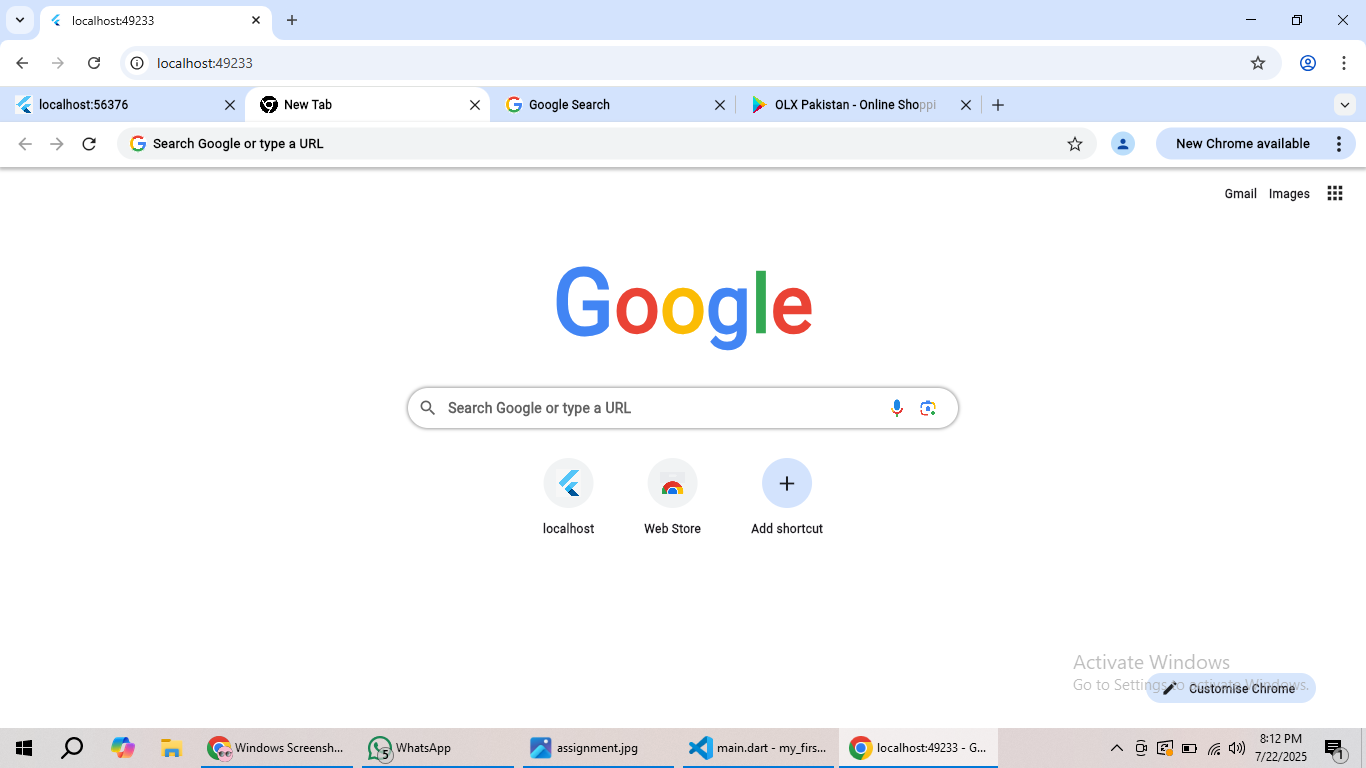 localhost:49233
localhost:49233
localhost:56376
New Tab
Google Search
OLX Pakistan - Online Shoppi
Search Google or type a URL
New Chrome available
Gmail
Images
Google
Search Google or type a URL
localhost
Web Store
Add shortcut
Activate Windows
Go to Settings to activate Windows.
Customise Chrome
Windows Screensh...
WhatsApp
5
assignment.jpg
main.dart - my_firs...
localhost:49233 - G...
8:12 PM
7/22/2025
1